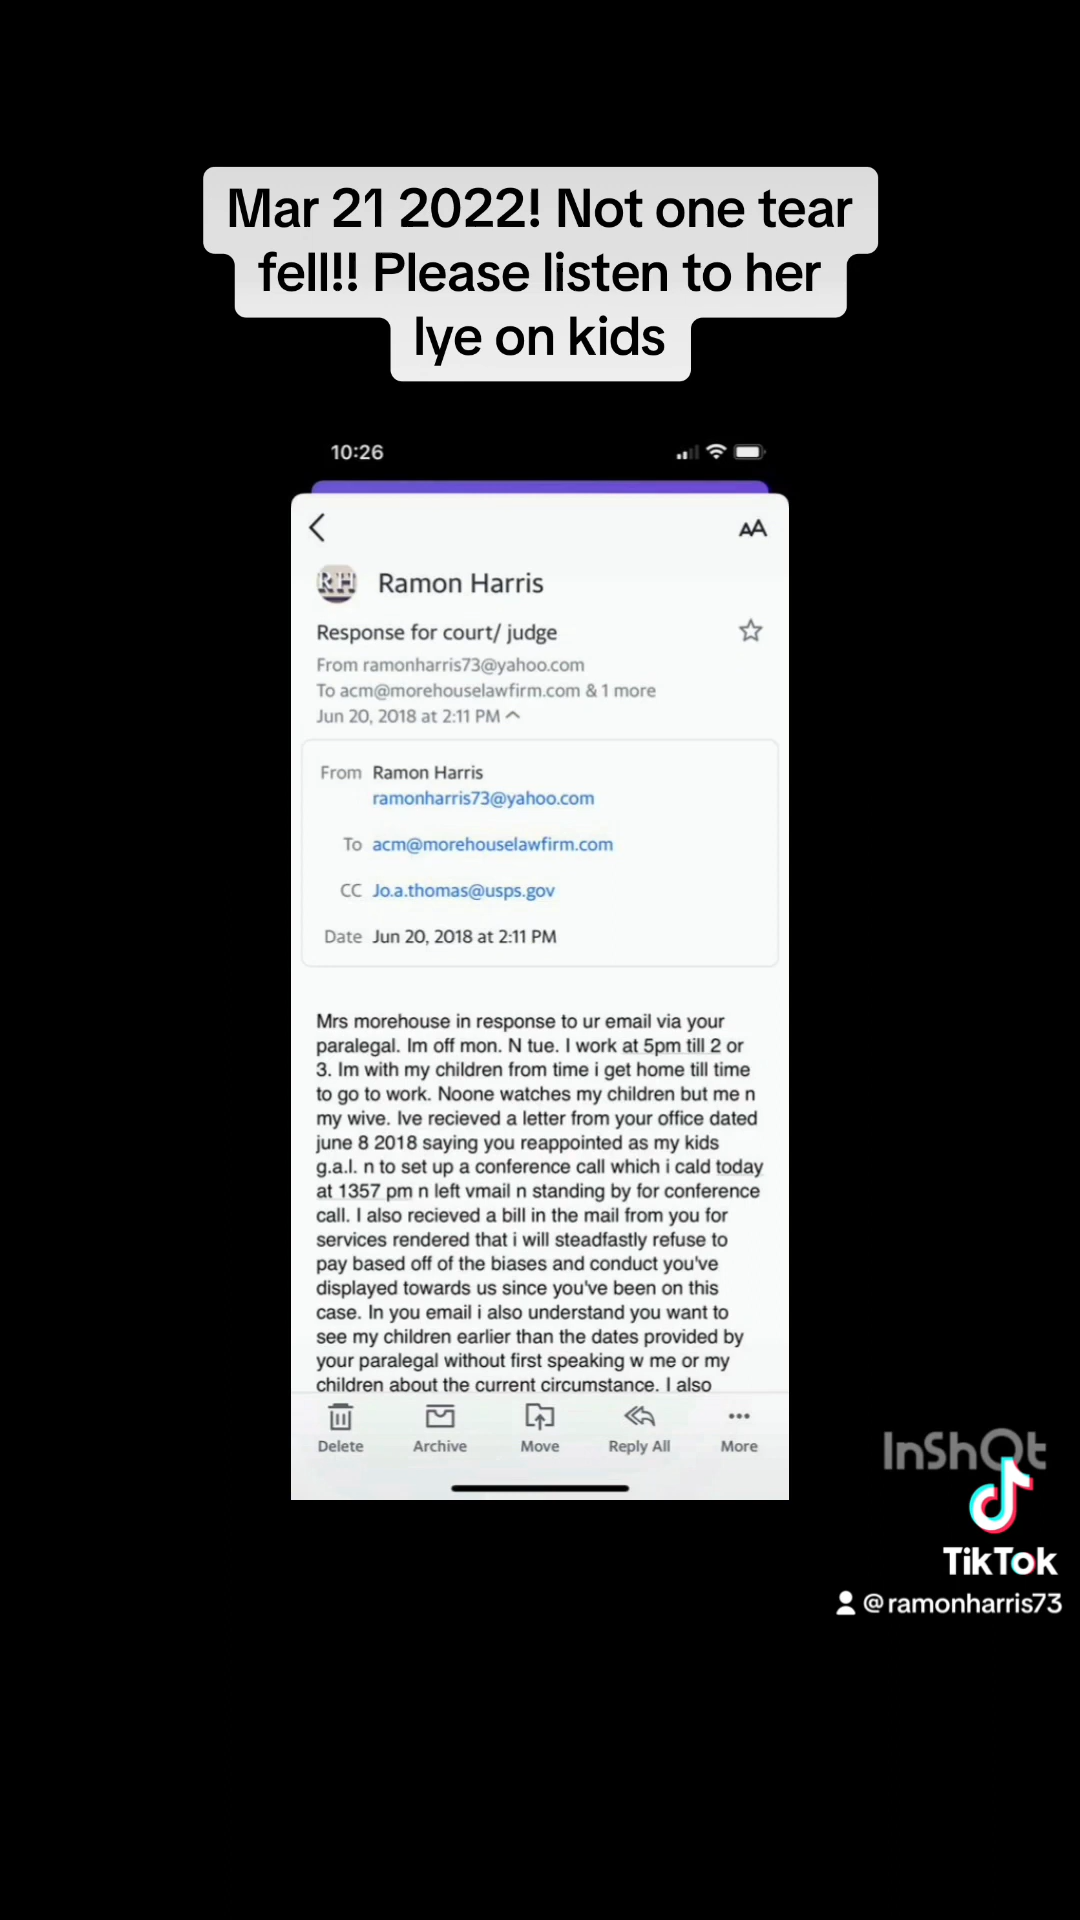 Mar 21 2022! Not one tear
fell!! Please listen to her
lye on kids
10:26
AA
RH Ramon Harris
Response for court/ judge
From ramonharris73@yahoo.com
To acm@morehouselawfirm.com & 1 more
Jun 20, 2018 at 2:11 PM
From Ramon Harris
ramonharris73@yahoo.com
To acm@morehouselawfirm.com
CC Jo.a.thomas@usps.gov
Date Jun 20, 2018 at 2:11 PM
Mrs morehouse in response to ur email via your
paralegal. Im off mon. N tue. I work at 5pm till 2 or
3. Im with my children from time i get home till time
to go to work. Noone watches my children but me n
my wive. Ive recieved a letter from your office dated
june 8 2018 saying you reappointed as my kids
g.a.l. n to set up a conference call which i cald today
at 1357 pm n left vmail n standing by for conference
call. I also recieved a bill in the mail from you for
services rendered that i will steadfastly refuse to
pay based off of the biases and conduct you've
displayed towards us since you've been on this
case. In you email i also understand you want to
see my children earlier than the dates provided by
your paralegal without first speaking w me or my
children about the current circumstance. I also
Delete Archive Move Reply All More
InShOt
TikTok
@ramonharris73